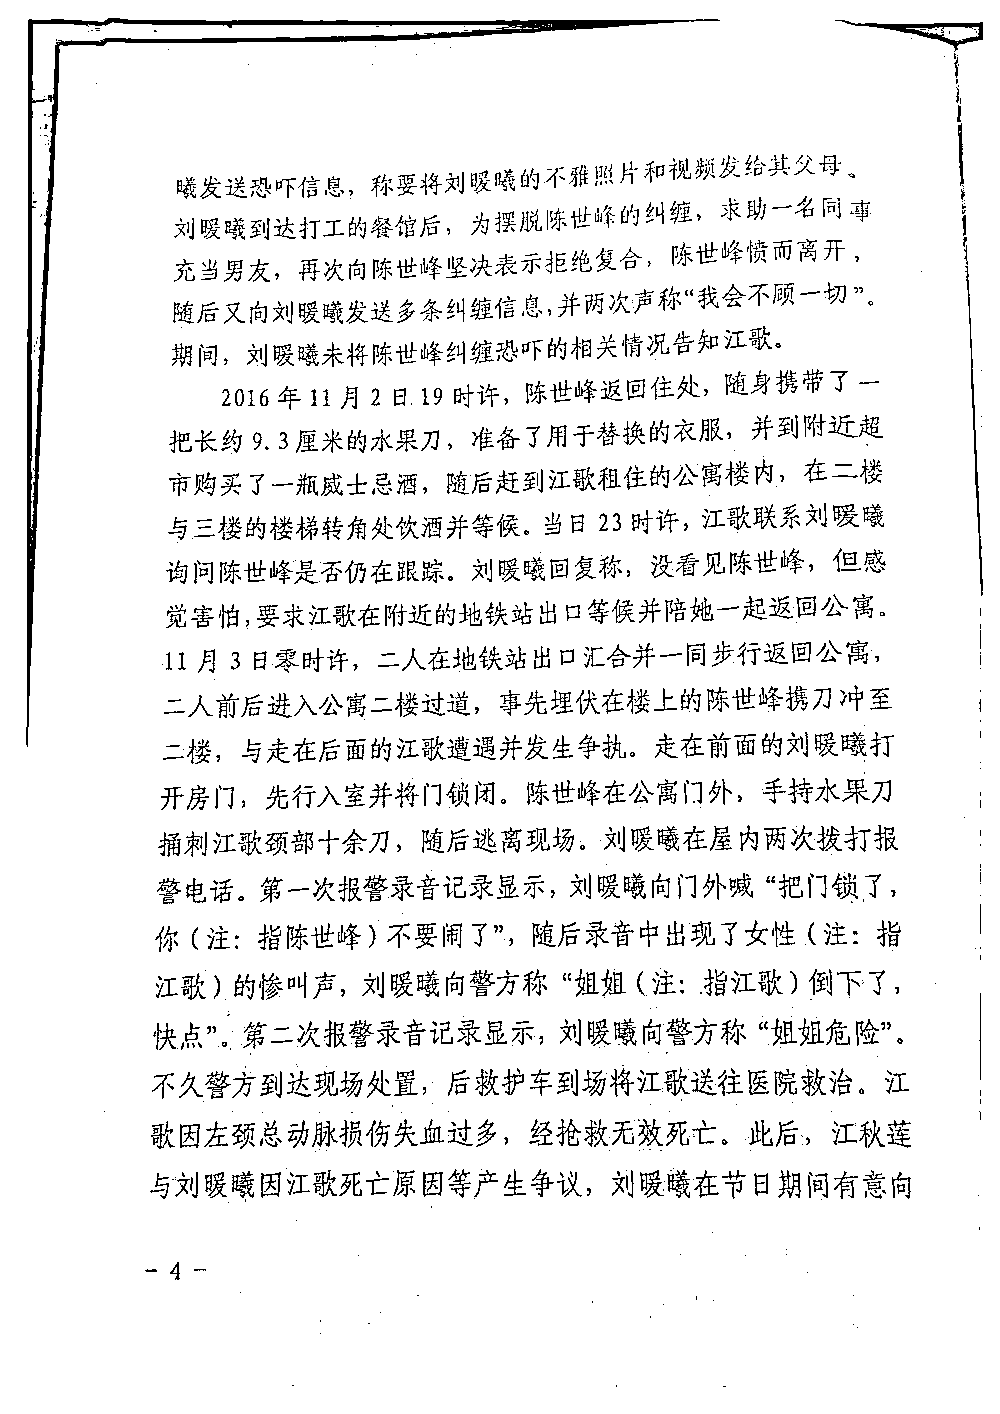 曦发送恐吓信息，称要将刘暖曦的不雅照片和视频发给其父母。
刘暖曦到达打工的餐馆后，为摆脱陈世峰的纠缠，求助一名同事
充当男友，再次向陈世峰坚决表示拒绝复合，陈世峰愤而离开，
随后又向刘暖曦发送多条纠缠信息，并两次声称“我会不顾一切”。
期间，刘暖曦未将陈世峰纠缠恐吓的相关情况告知江歌。
2016年11月2日19时许，陈世峰返回住处，随身携带了一
把长约9.3厘米的水果刀，准备了用于替换的衣服，并到附近超
市购买了一瓶威士忌酒，随后赶到江歌租住的公寓楼内，在二楼
与三楼的楼梯转角处饮酒并等候。当日23时许，江歌联系刘暖曦
询问陈世峰是否仍在跟踪。刘暖曦回复称，没看见陈世峰，但感
觉害怕，要求江歌在附近的地铁站出口等候并陪她一起返回公寓。
11月3日零时许，二人在地铁站出口汇合并一同步行返回公寓，
二人前后进入公寓二楼过道，事先埋伏在楼上的陈世峰携刀冲至
二楼，与走在后面的江歌遭遇并发生争执。走在前面的刘暖曦打
开房门，先行入室并将门锁闭。陈世峰在公寓门外，手持水果刀
捅刺江歌颈部十余刀，随后逃离现场。刘暖曦在屋内两次拨打报
警电话。第一次报警录音记录显示，刘暖曦向门外喊“把门锁了，
你（注：指陈世峰）不要闹了”，随后录音中出现了女性（注：指
江歌）的惨叫声，刘暖曦向警方称“姐姐（注：指江歌）倒下了，
快点”。第二次报警录音记录显示，刘暖曦向警方称“姐姐危险”。
不久警方到达现场处置，后救护车到场将江歌送往医院救治。江
歌因左颈总动脉损伤失血过多，经抢救无效死亡。此后，江秋莲
与刘暖曦因江歌死亡原因等产生争议，刘暖曦在节日期间有意向
- 4 -